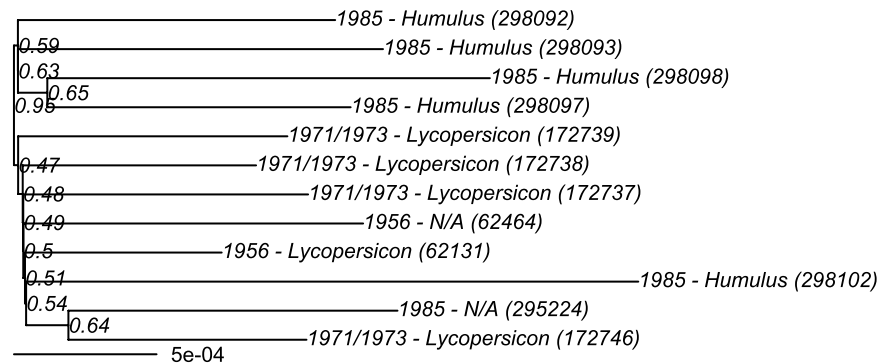 1985 - Humulus (298092)
0.59
1985 - Humulus (298093)
0.63
1985 - Humulus (298098)
0.65
0.95
1985 - Humulus (298097)
1971/1973 - Lycopersicon (172739)
0.47
1971/1973 - Lycopersicon (172738)
0.48
1971/1973 - Lycopersicon (172737)
0.49
1956 - N/A (62464)
0.5
1956 - Lycopersicon (62131)
0.51
1985 - Humulus (298102)
0.54
1985 - N/A (295224)
0.64
1971/1973 - Lycopersicon (172746)
5e-04